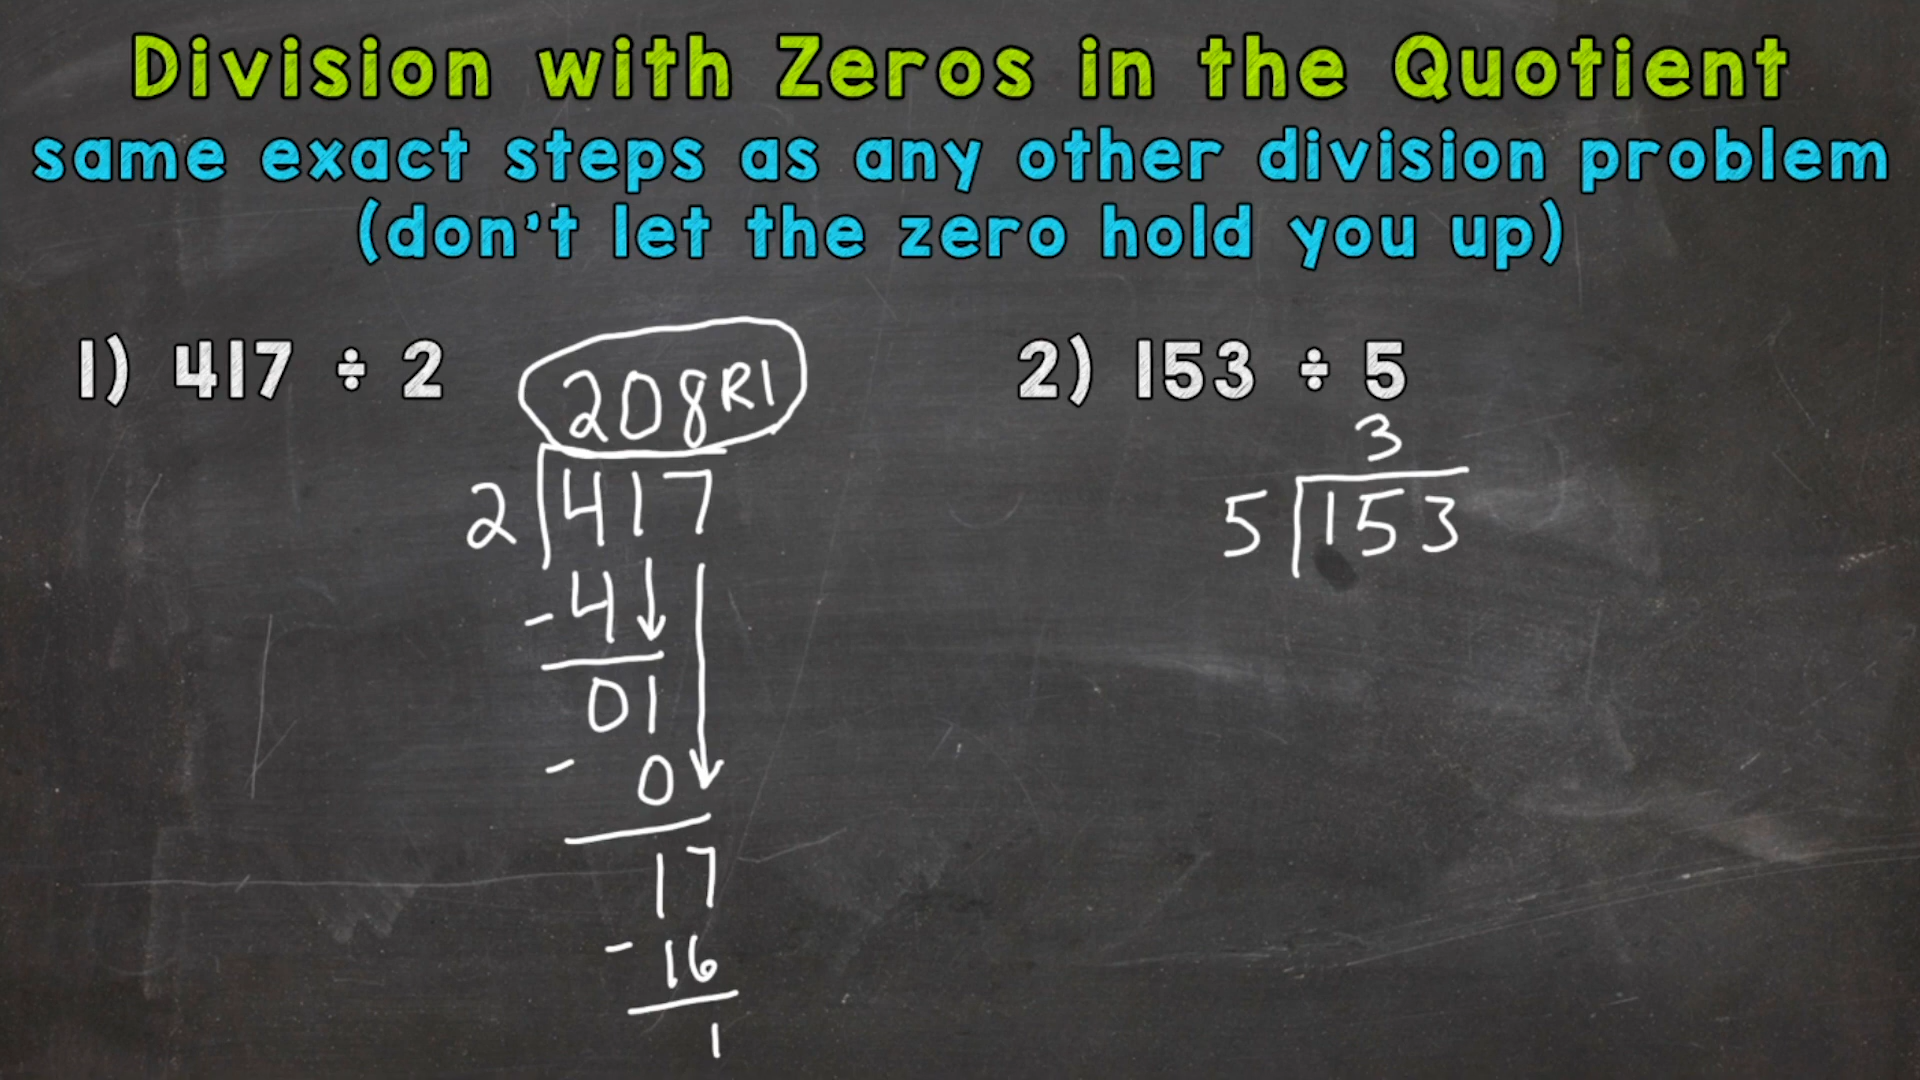 Division with Zeros in the Quotient
same exact steps as any other division problem
(don't let the zero hold you up)
1) 417 ÷ 2
208 R1
2 417
- 4
01
- 0
17
- 16
1
2) 153 ÷ 5
3
5 153